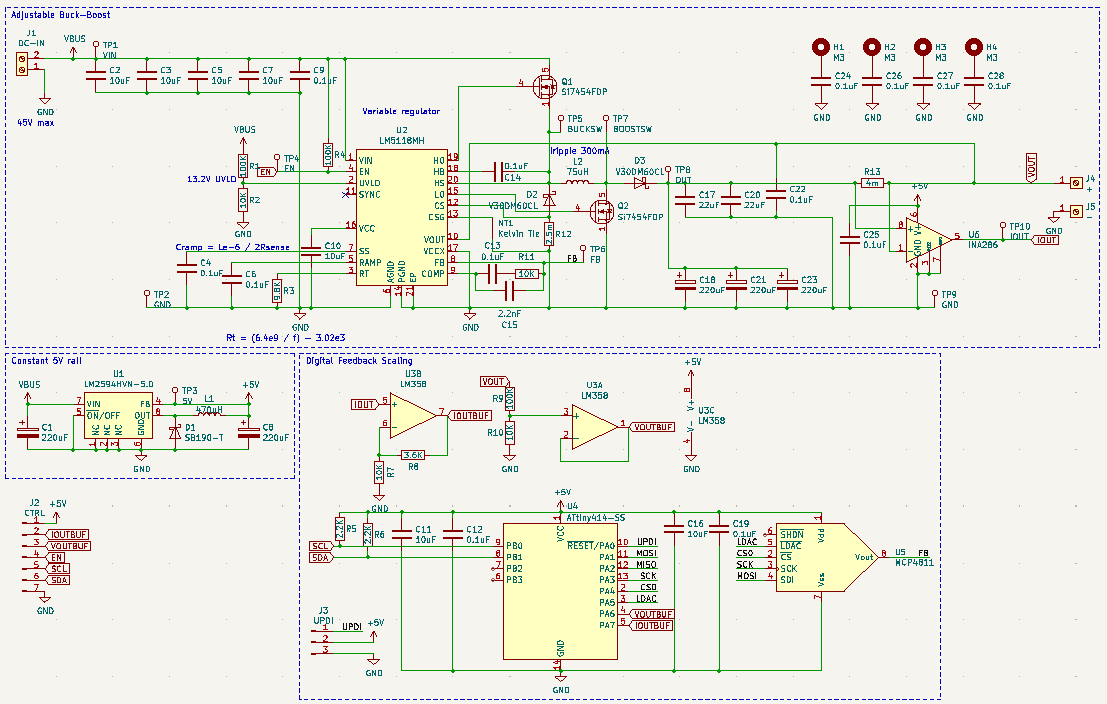 Adjustable Buck-Boost
J1
DC-IN
2
1
GND
45V max
VBUS
TP1
VIN
C2
10uF
C3
10uF
C5
10uF
C7
10uF
C9
0.1uF
Variable regulator
U2
LM5118MH
VIN
EN
UVLO
SYNC
VCC
SS
RAMP
RT
HO
HB
HS
LO
CS
CSG
VOUT
VCCX
FB
COMP
AGND
PGND
EP
VBUS
100K
R1
TP4
EN
EN
100K
R4
13.2V UVLO
R2
GND
Cramp = Le-6 / 2Rsense
C4
0.1uF
C6
0.1uF
9.8K
R3
C10
10uF
TP2
GND
GND
Rt = (6.4e9 / f) - 3.02e3
Q1
SI7454FDP
TP5
BUCKSW
TP7
BOOSTSW
Iripple 300mA
0.1uF
C14
L2
75uH
D2
V30DM60CL
D3
V30DM60CL
TP8
OUT
Q2
SI7454FDP
NT1
Kelvin Tie
2.5m
R12
C13
0.1uF
R11
10K
2.2nF
C15
FB
TP6
FB
GND
C17
22uF
C20
22uF
C22
0.1uF
C18
220uF
C21
220uF
C23
220uF
R13
4m
+5V
C25
0.1uF
U6
INA286
GND
V+
TP10
IOUT
IOUT
TP9
GND
VOUT
J4
+
J5
-
GND
H1
M3
H2
M3
H3
M3
H4
M3
C24
0.1uF
C26
0.1uF
C27
0.1uF
C28
0.1uF
GND
GND
GND
GND
Constant 5V rail
VBUS
C1
220uF
U1
LM2594HVN-5.0
VIN
ON/OFF
FB
OUT
NC
NC
NC
GND
TP3
5V
L1
470uH
D1
SB190-T
+5V
C8
220uF
GND
J2
CTRL
+5V
1
2
3
4
5
6
7
IOUTBUF
VOUTBUF
EN
SCL
SDA
GND
Digital Feedback Scaling
IOUT
U3B
LM358
IOUTBUF
3.6K
R8
10K
R7
GND
VOUT
R9
100K
R10
10K
GND
U3A
LM358
VOUTBUF
+5V
V+
V-
U3C
LM358
GND
SCL
SDA
2.2K
R5
2.2K
R6
C11
10uF
C12
0.1uF
+5V
U4
ATtiny414-SS
VCC
PB0
PB1
PB2
PB3
RESET/PA0
PA1
PA2
PA3
PA4
PA5
PA6
PA7
GND
UPDI
MOSI
MISO
SCK
CS0
LDAC
VOUTBUF
IOUTBUF
GND
C16
10uF
C19
0.1uF
LDAC
CS0
SCK
MOSI
SHDN
LDAC
CS
SCK
SDI
Vdd
Vss
Vout
U5
MCP4811
FB
J3
UPDI
1
2
3
UPDI
+5V
GND